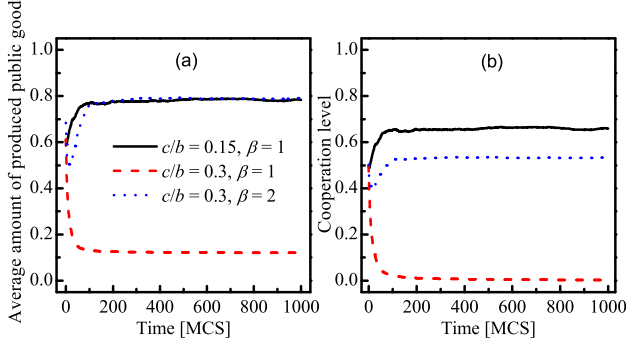 Average amount of produced public good
1.0
0.8
0.6
0.4
0.2
0.0
(a)
c/b = 0.15, β = 1
c/b = 0.3, β = 1
c/b = 0.3, β = 2
0 200 400 600 800 1000
Time [MCS]
Cooperation level
1.0
0.8
0.6
0.4
0.2
0.0
(b)
0 200 400 600 800 1000
Time [MCS]